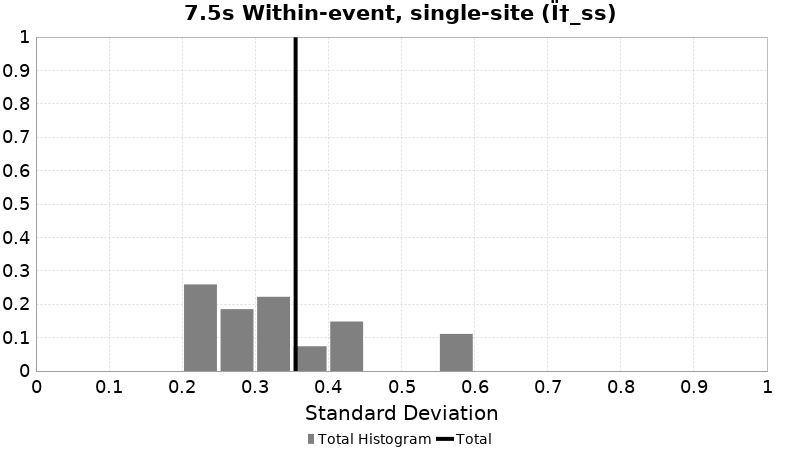 7.5s Within-event, single-site (Ï†_ss)
1
0.9
0.8
0.7
0.6
0.5
0.4
0.3
0.2
0.1
0
0 0.1 0.2 0.3 0.4 0.5 0.6 0.7 0.8 0.9 1
Standard Deviation
Total Histogram Total